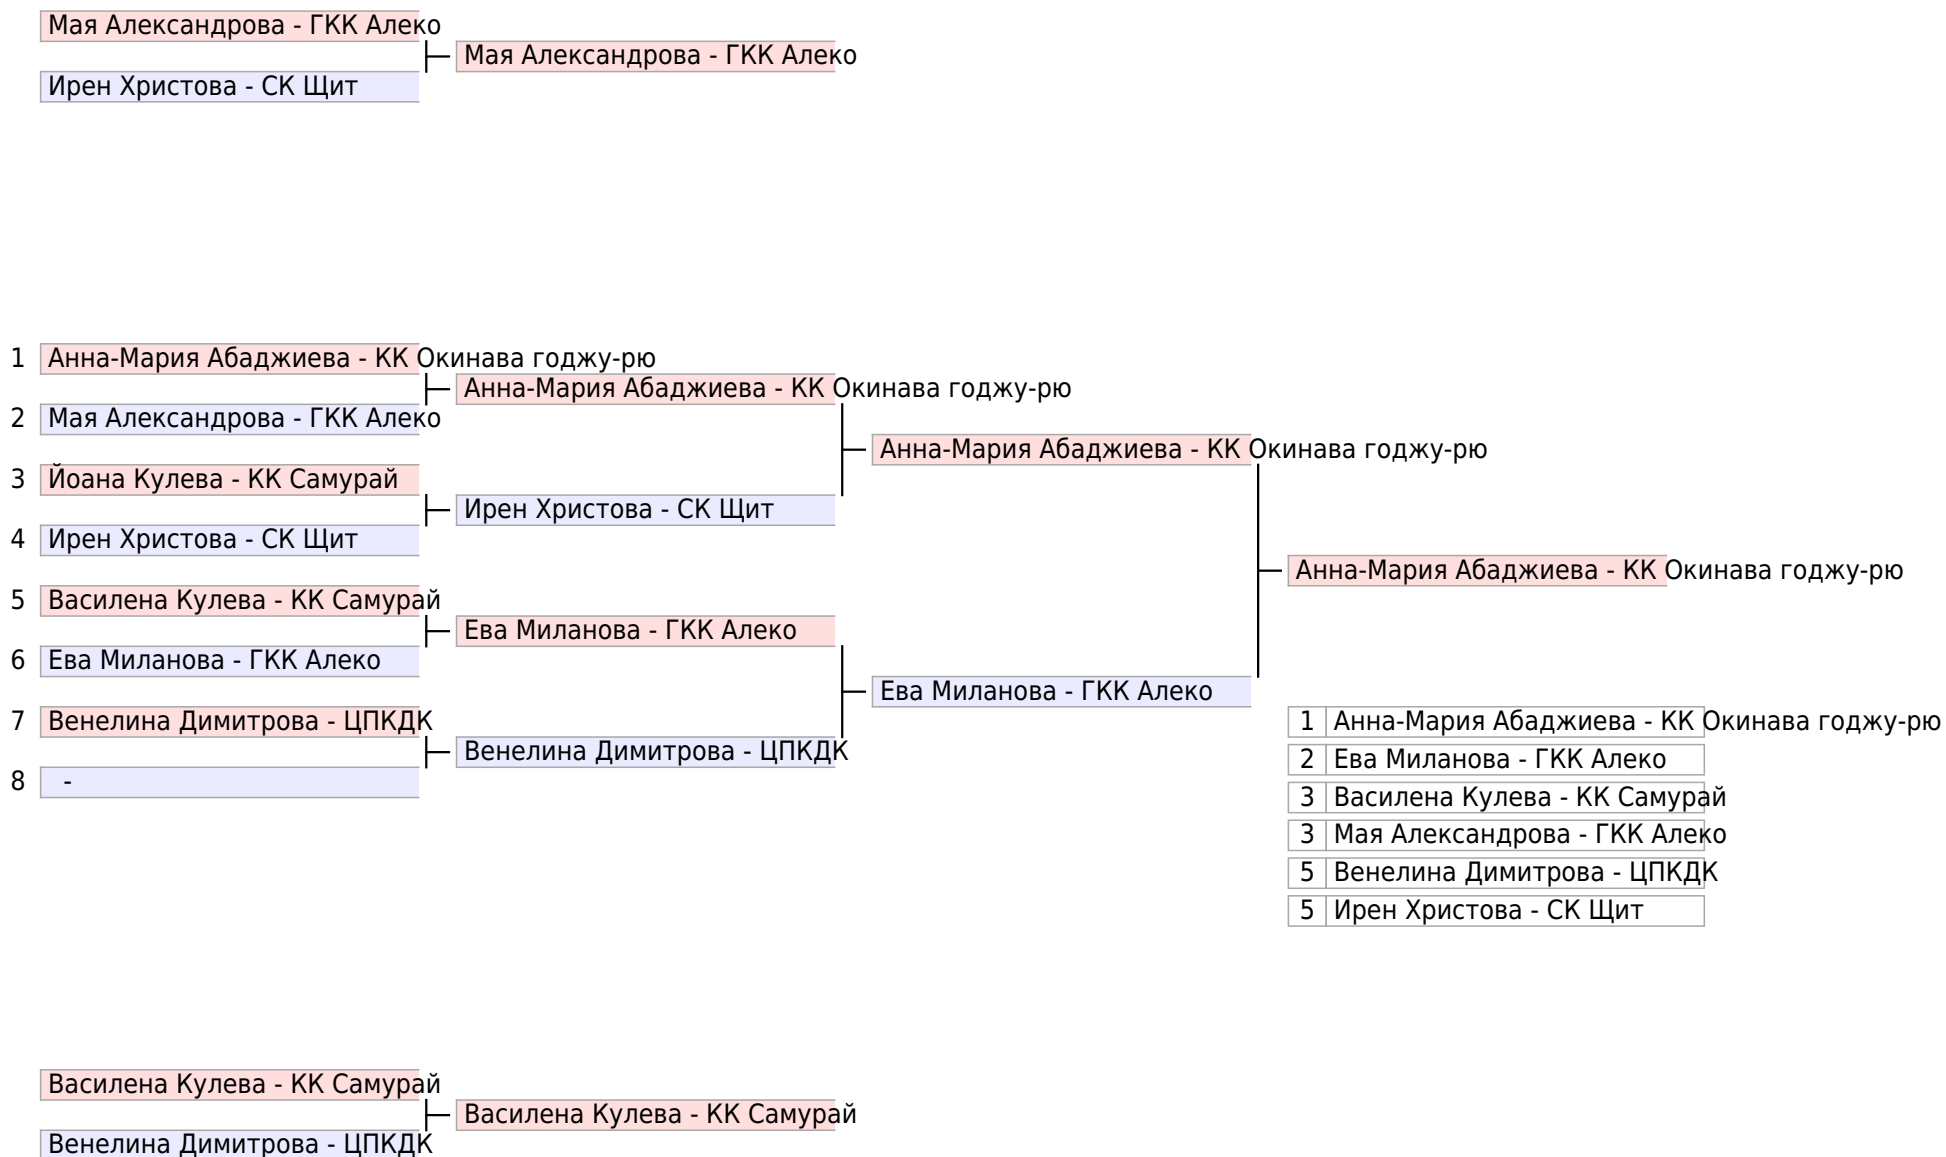 Мая Александрова - ГКК Алеко
Мая Александрова - ГКК Алеко
Ирен Христова - СК Щит
1 Анна-Мария Абаджиева - КК Окинава годжу-рю
Анна-Мария Абаджиева - КК Окинава годжу-рю
2 Мая Александрова - ГКК Алеко
Анна-Мария Абаджиева - КК Окинава годжу-рю
3 Йоана Кулева - КК Самурай
Ирен Христова - СК Щит
4 Ирен Христова - СК Щит
Анна-Мария Абаджиева - КК Окинава годжу-рю
5 Василена Кулева - КК Самурай
Ева Миланова - ГКК Алеко
6 Ева Миланова - ГКК Алеко
Ева Миланова - ГКК Алеко
7 Венелина Димитрова - ЦПКДК
Венелина Димитрова - ЦПКДК
8 -
1 Анна-Мария Абаджиева - КК Окинава годжу-рю
2 Ева Миланова - ГКК Алеко
3 Василена Кулева - КК Самурай
3 Мая Александрова - ГКК Алеко
5 Венелина Димитрова - ЦПКДК
5 Ирен Христова - СК Щит
Василена Кулева - КК Самурай
Василена Кулева - КК Самурай
Венелина Димитрова - ЦПКДК